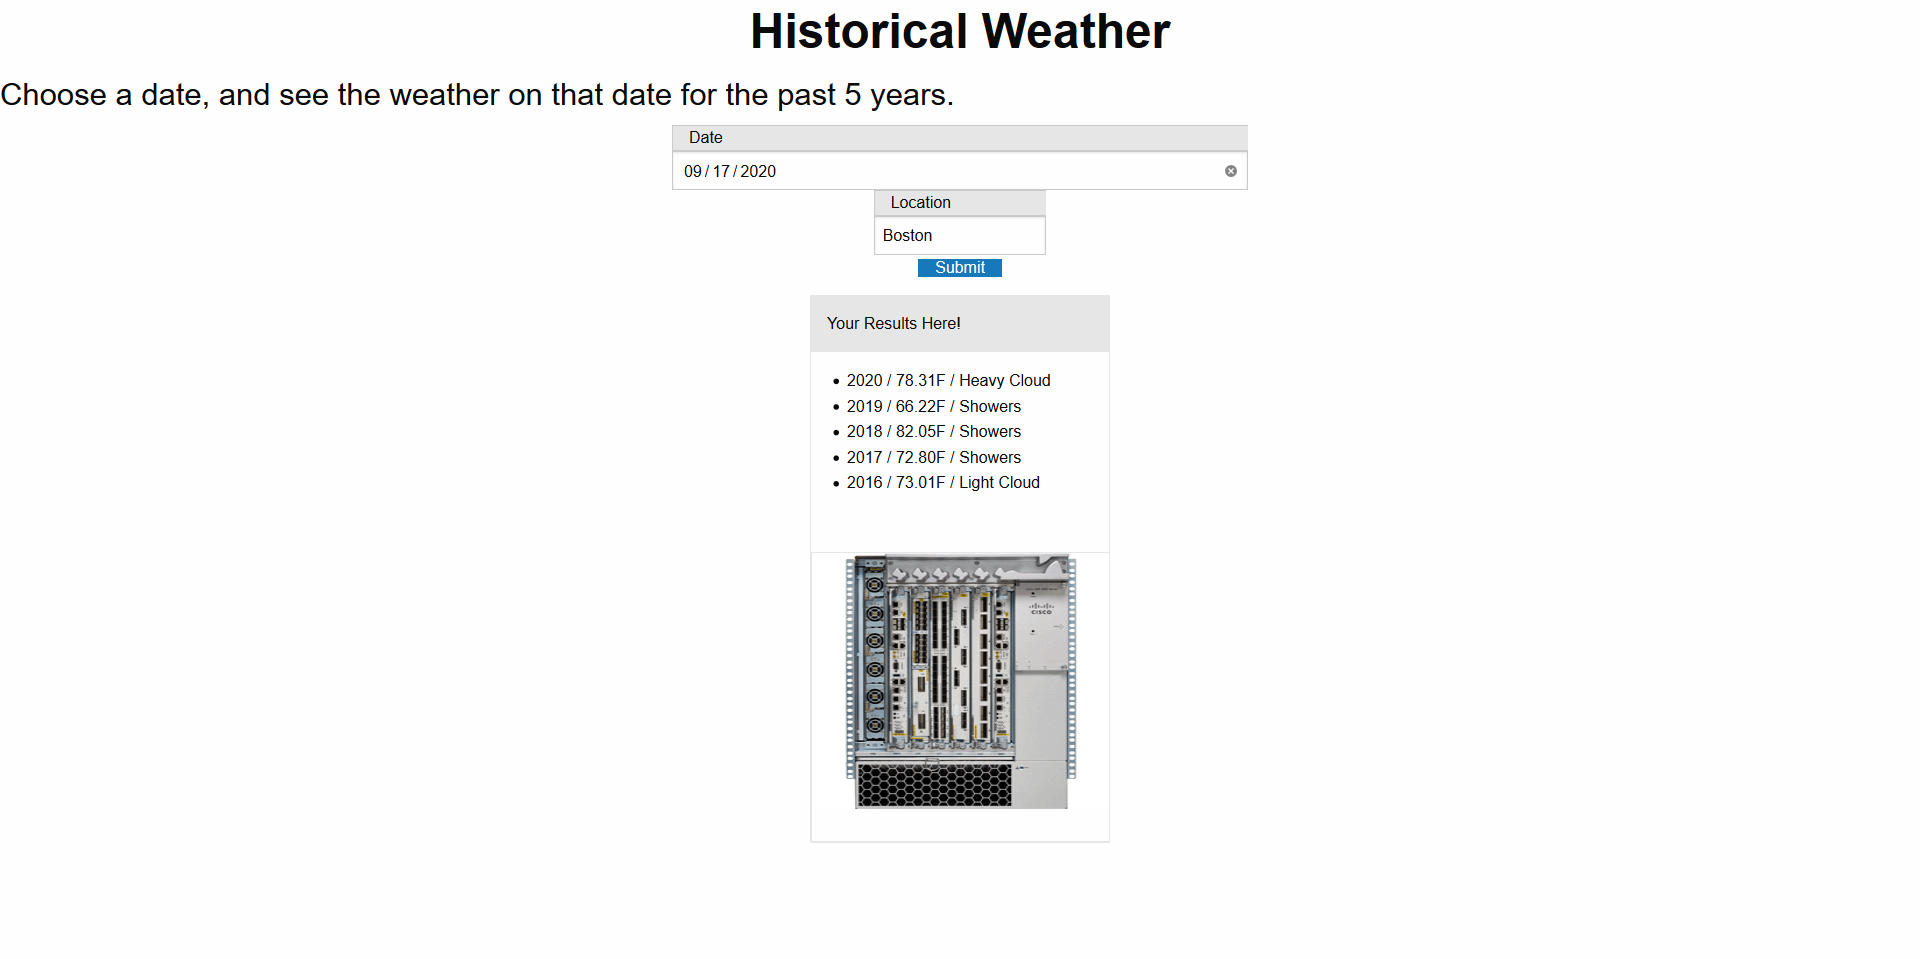 Historical Weather
Choose a date, and see the weather on that date for the past 5 years.
Date
09/17/2020
Location
Boston
Submit
Your Results Here!
2020 / 78.31F / Heavy Cloud
2019 / 66.22F / Showers
2018 / 82.05F / Showers
2017 / 72.80F / Showers
2016 / 73.01F / Light Cloud
CISCO